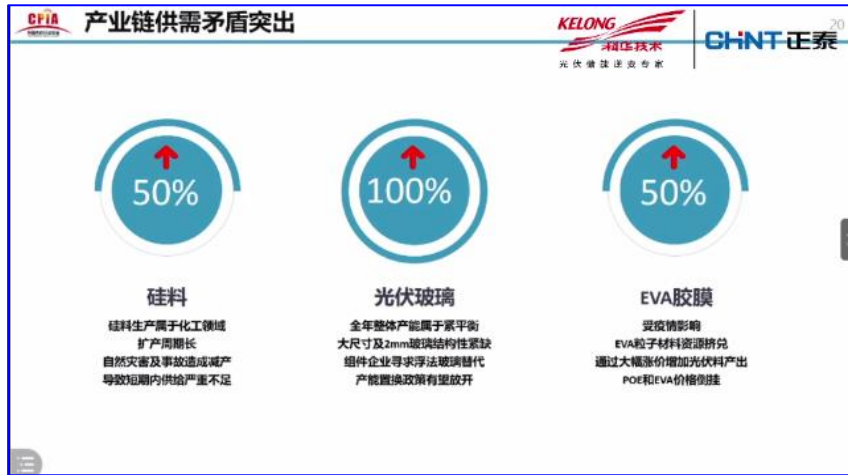 CPIA
产业链供需矛盾突出
KELONG
光伏储能逆变专家
CHNT 正泰
20
50%
100%
50%
硅料
光伏玻璃
EVA胶膜
硅料生产属于化工领域
扩产周期长
自然灾害及事故造成减产
导致短期内供给严重不足
全年整体产能属于紧平衡
大尺寸及2mm玻璃结构性紧缺
组件企业寻求浮法玻璃替代
产能置换政策有望放开
受疫情影响
EVA粒子材料资源挤兑
通过大幅涨价增加光伏料产出
POE和EVA价格倒挂